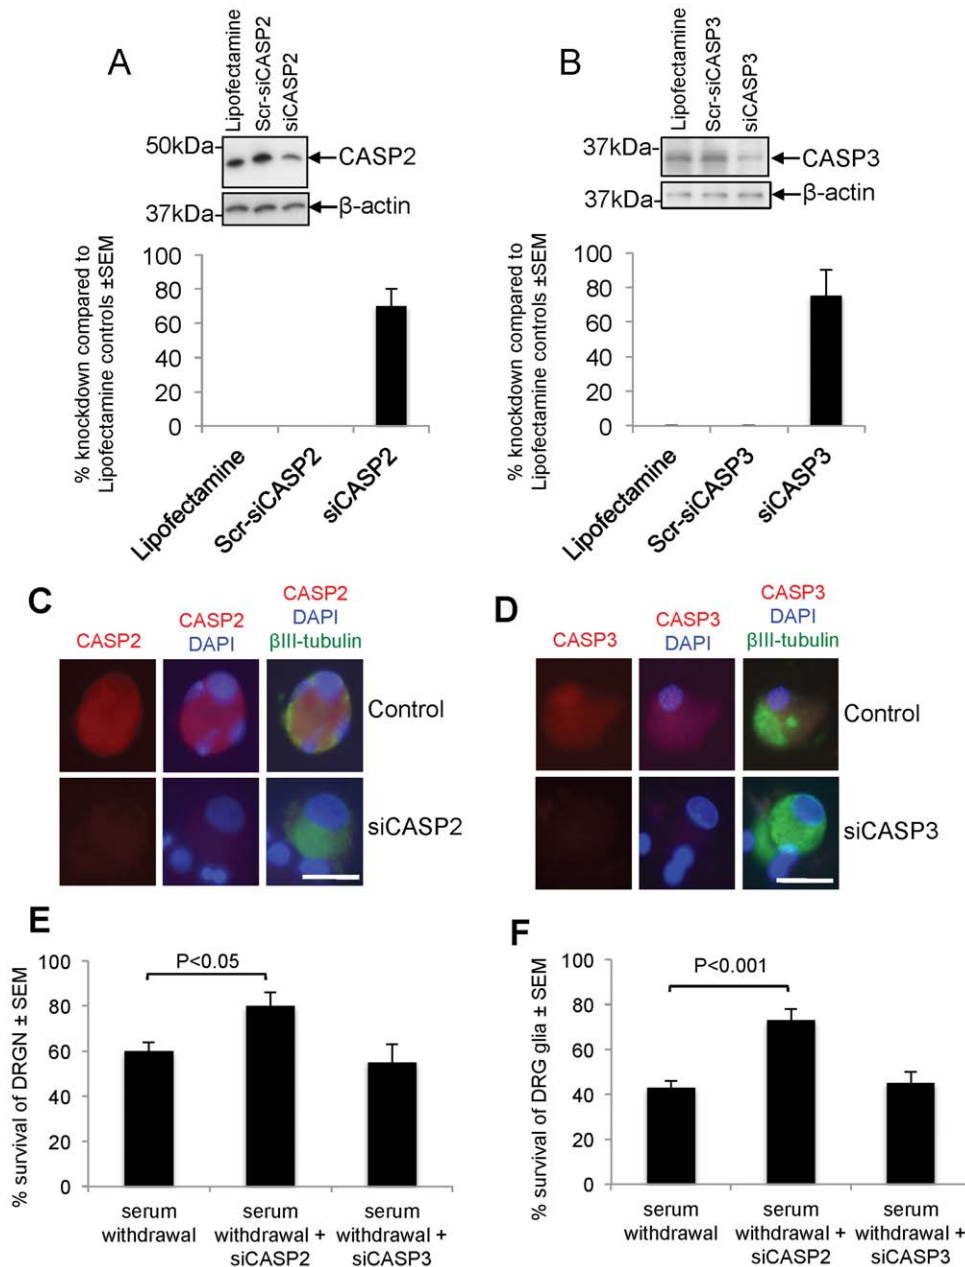 A
Lipofectamine
Scr-siCASP2
siCASP2
50kDa
CASP2
37kDa
β-actin
% knockdown compared to
Lipofectamine controls ±SEM
100
80
60
40
20
0
Lipofectamine
Scr-siCASP2
siCASP2
B
Lipofectamine
Scr-siCASP3
siCASP3
37kDa
CASP3
37kDa
β-actin
% knockdown compared to
Lipofectamine controls ±SEM
100
80
60
40
20
0
Lipofectamine
Scr-siCASP3
siCASP3
C
CASP2
CASP2
DAPI
CASP2
DAPI
βIII-tubulin
Control
siCASP2
D
CASP3
CASP3
DAPI
CASP3
DAPI
βIII-tubulin
Control
siCASP3
E
% survival of DRGN ± SEM
100
80
60
40
20
0
P<0.05
serum
withdrawal
serum
withdrawal +
siCASP2
serum
withdrawal +
siCASP3
F
% survival of DRG glia ± SEM
100
80
60
40
20
0
P<0.001
serum
withdrawal
serum
withdrawal +
siCASP2
serum
withdrawal +
siCASP3